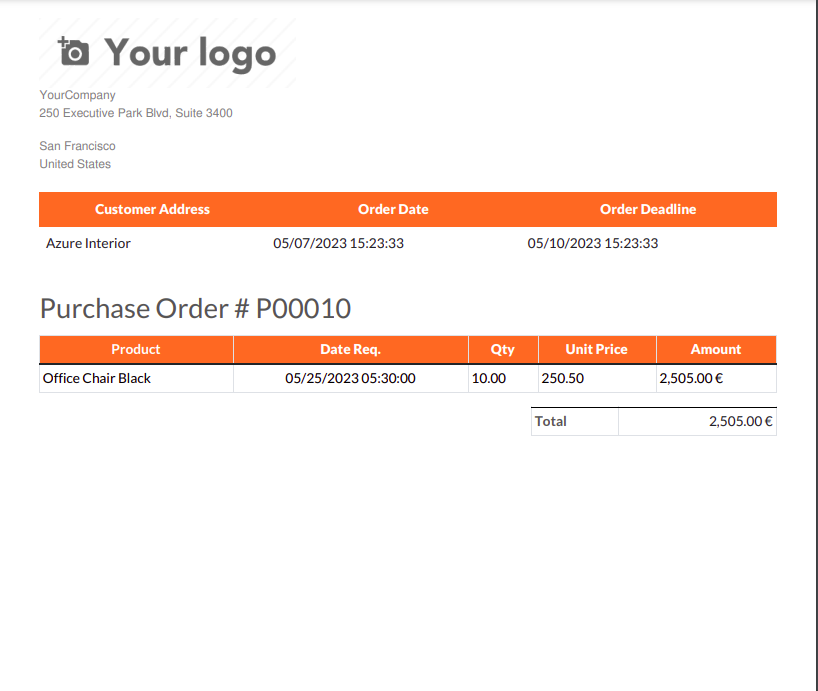 Your logo
YourCompany
250 Executive Park Blvd, Suite 3400
San Francisco
United States
Customer Address Order Date Order Deadline
Azure Interior 05/07/2023 15:23:33 05/10/2023 15:23:33
Purchase Order # P00010
Product Date Req. Qty Unit Price Amount
Office Chair Black 05/25/2023 05:30:00 10.00 250.50 2,505.00 €
Total 2,505.00 €